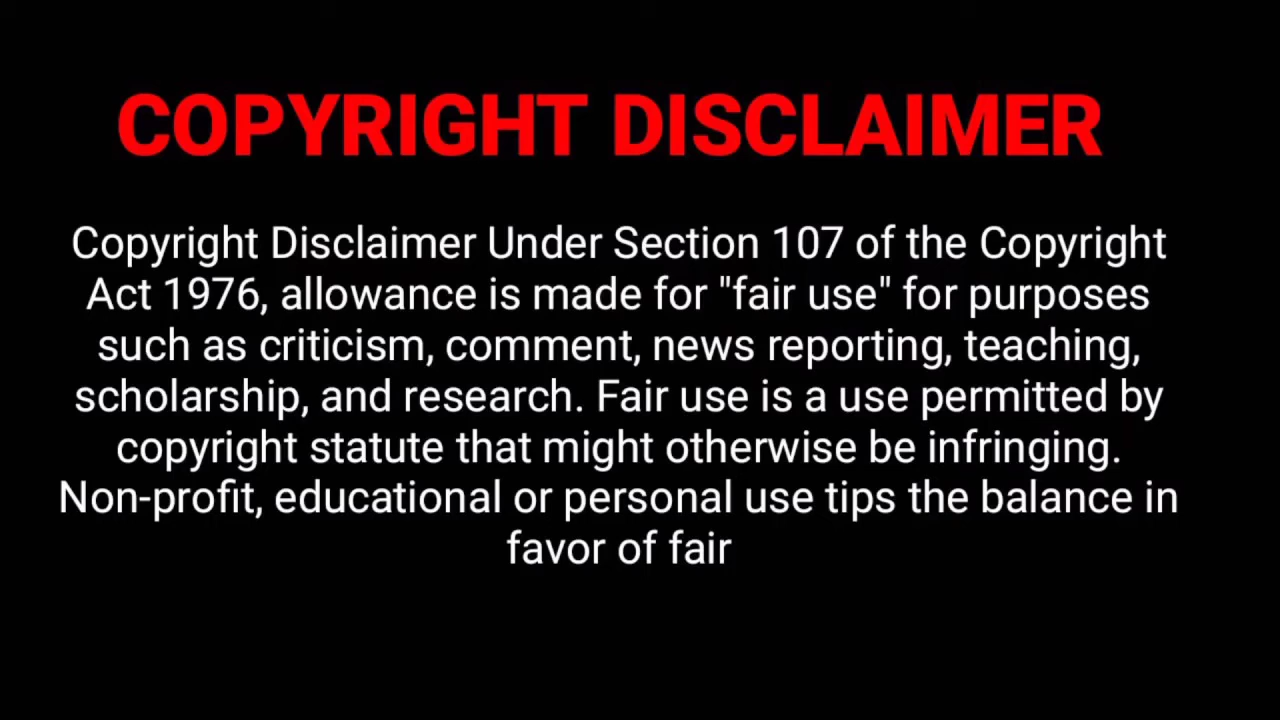 COPYRIGHT DISCLAIMER
Copyright Disclaimer Under Section 107 of the Copyright
Act 1976, allowance is made for "fair use" for purposes
such as criticism, comment, news reporting, teaching,
scholarship, and research. Fair use is a use permitted by
copyright statute that might otherwise be infringing.
Non-profit, educational or personal use tips the balance in
favor of fair